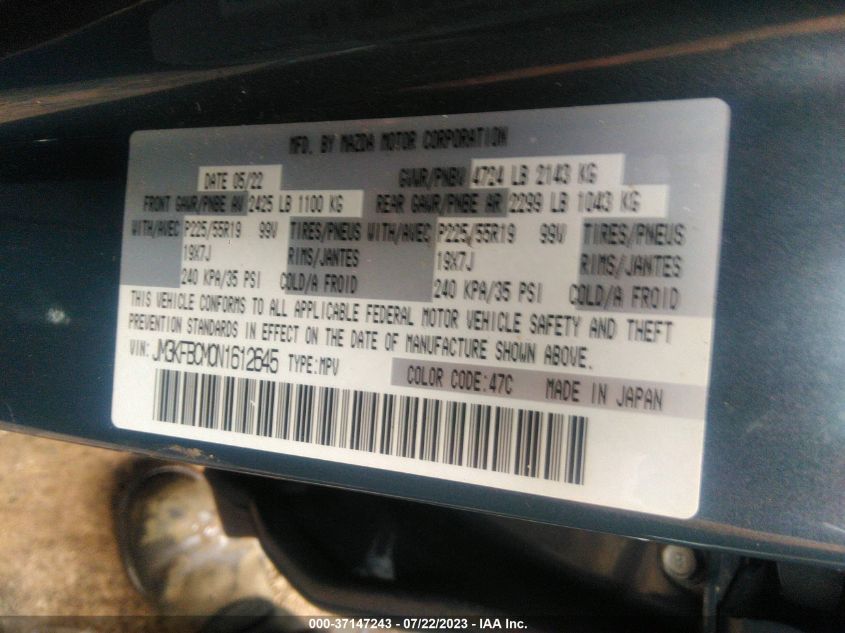 MFD. BY MAZDA MOTOR CORPORATION
DATE 05/22 GVWR/PNBV 4724 LB 2143 KG
FRONT GAWR/PNBE AV 2425 LB 1100 KG REAR GAWR/PNBE AR 2299 LB 1043 KG
WITH/AVEC P225/55R19 99V TIRES/PNEUS WITH/AVEC P225/55R19 99V TIRES/PNEUS
19X7J RIMS/JANTES 19X7J RIMS/JANTES
240 KPA/35 PSI COLD/A FROID 240 KPA/35 PSI COLD/A FROID
THIS VEHICLE CONFORMS TO ALL APPLICABLE FEDERAL MOTOR VEHICLE SAFETY AND THEFT
PREVENTION STANDARDS IN EFFECT ON THE DATE OF MANUFACTURE SHOWN ABOVE.
VIN: JM3KFBCM0N1612645 TYPE:MPV
COLOR CODE:47C MADE IN JAPAN
000-37147243 - 07/22/2023 - IAA Inc.